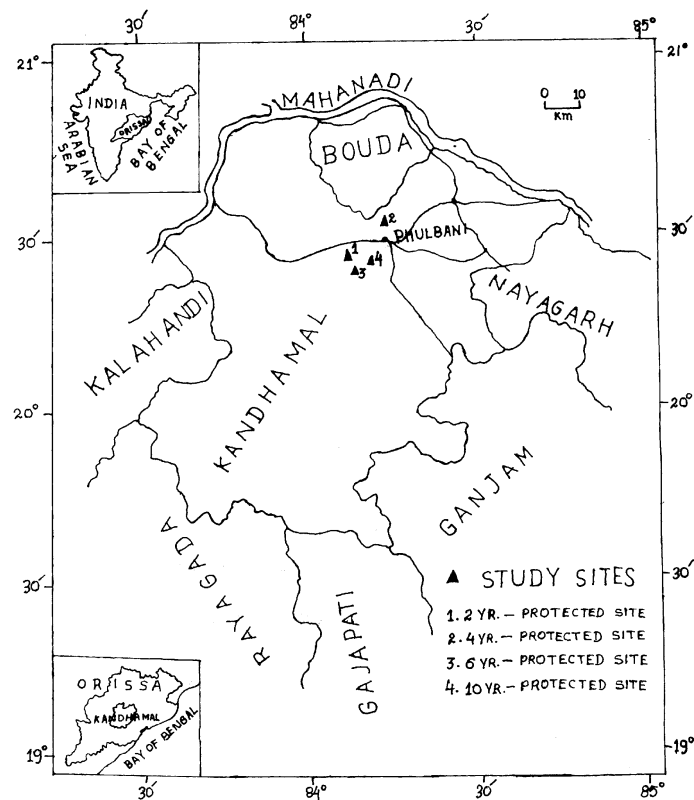 30′ 84° 30′ 85°
21° 21°
INDIA
ORISSA
ARABIAN SEA
BAY OF BENGAL
MAHANADI
0 10
Km
BOUDA
2
PHULBANI
1
4
3
30′ 30′
NAYAGARH
KALAHANDI
KANDHAMAL
20° 20°
GANJAM
RAYAGADA
GAJAPATI
30′ 30′
▲ STUDY SITES
1. 2 YR. – PROTECTED SITE
2. 4 YR. – PROTECTED SITE
3. 6 YR. – PROTECTED SITE
4. 10 YR. – PROTECTED SITE
ORISSA
KANDHAMAL
BAY OF BENGAL
19° 19°
30′ 84° 30′ 85°